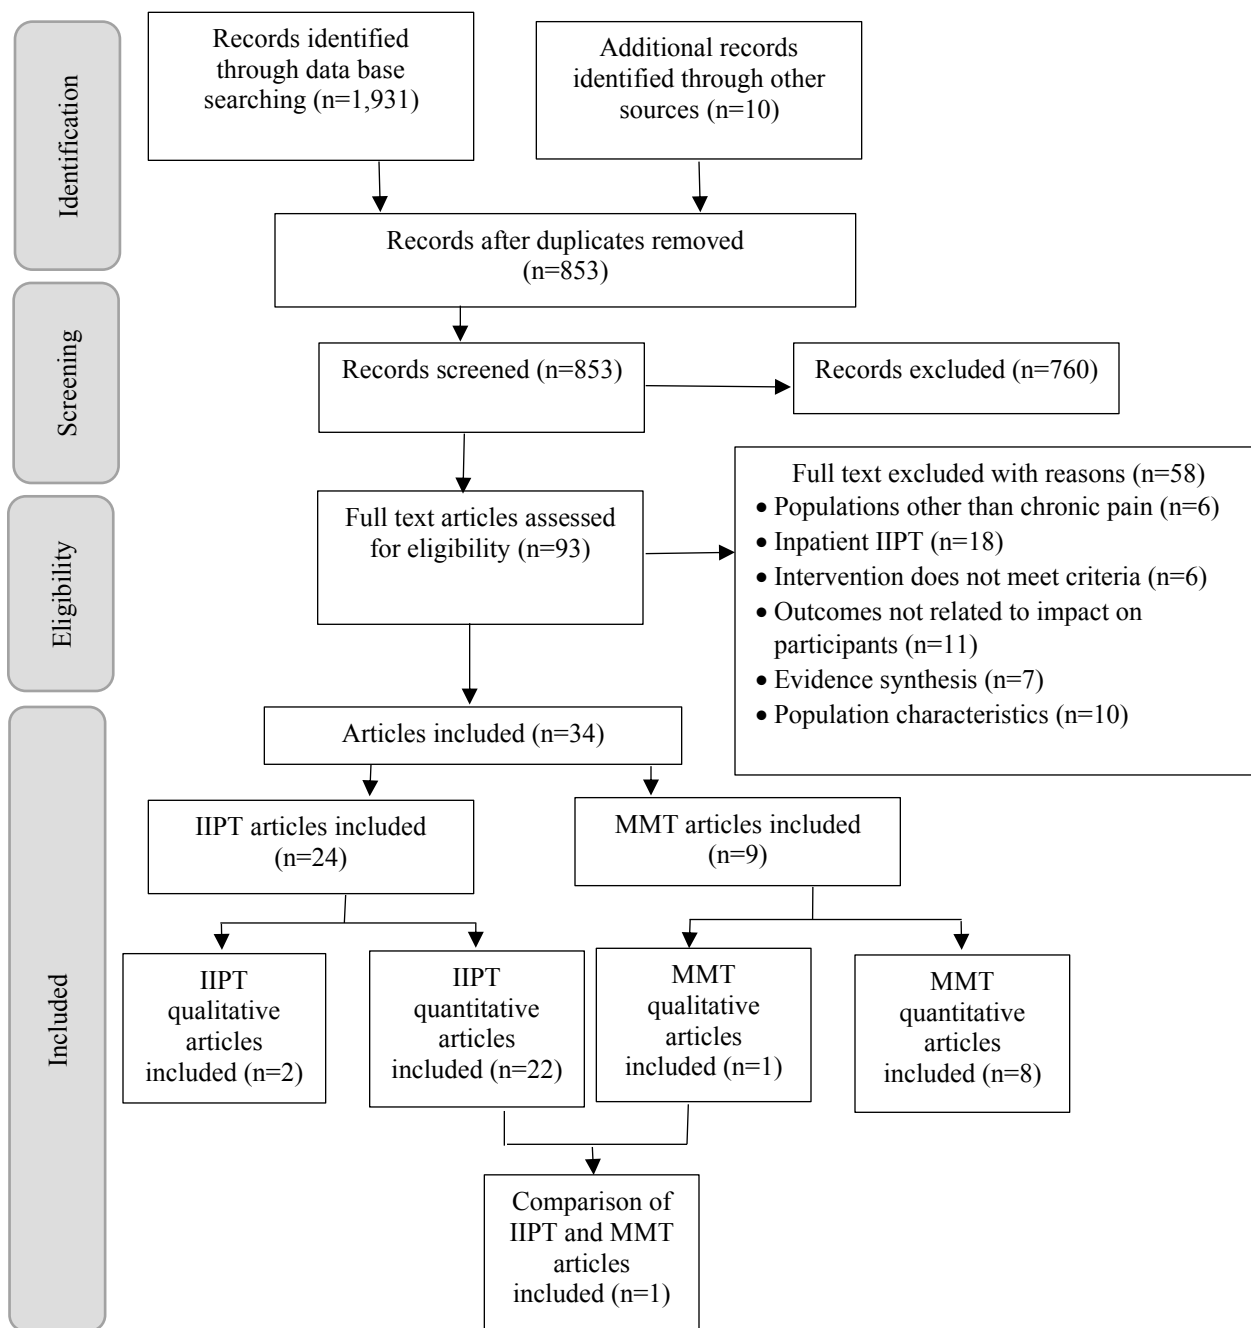 Identification
Records identified
through data base
searching (n=1,931)
Additional records
identified through other
sources (n=10)
Records after duplicates removed
(n=853)
Screening
Records screened (n=853)
Records excluded (n=760)
Eligibility
Full text articles assessed
for eligibility (n=93)
Full text excluded with reasons (n=58)
• Populations other than chronic pain (n=6)
• Inpatient IIPT (n=18)
• Intervention does not meet criteria (n=6)
• Outcomes not related to impact on
participants (n=11)
• Evidence synthesis (n=7)
• Population characteristics (n=10)
Included
Articles included (n=34)
IIPT articles included
(n=24)
MMT articles included
(n=9)
IIPT
qualitative
articles
included (n=2)
IIPT
quantitative
articles
included (n=22)
MMT
qualitative
articles
included (n=1)
MMT
quantitative
articles
included (n=8)
Comparison of
IIPT and MMT
articles
included (n=1)